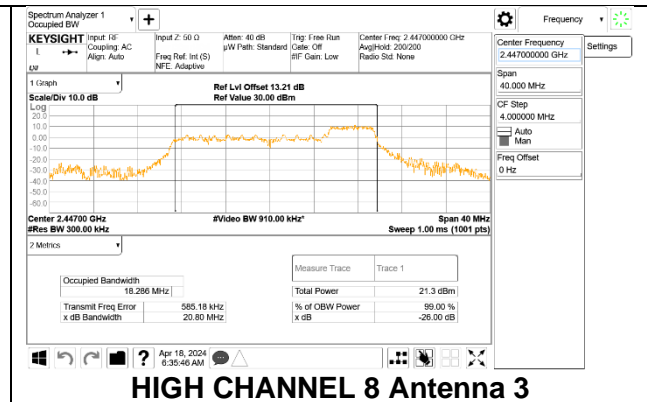 Spectrum Analyzer 1
Occupied BW
Frequency
KEYSIGHT Input: RF Input Z: 50 Ω Atten: 40 dB Trig: Free Run Center Freq: 2.447000000 GHz
L Coupling: AC µW Path: Standard Gate: Off Avg|Hold: 200/200
Align: Auto Freq Ref: Int (S) #IF Gain: Low Radio Std: None
NFE: Adaptive
Center Frequency
2.447000000 GHz
Settings
Span
40.000 MHz
CF Step
4.000000 MHz
Auto
Man
Freq Offset
0 Hz
1 Graph
Ref Lvl Offset 13.21 dB
Scale/Div 10.0 dB Ref Value 30.00 dBm
Log
20.0
10.0
0.00
-10.0
-20.0
-30.0
-40.0
-50.0
-60.0
Center 2.44700 GHz #Video BW 910.00 kHz* Span 40 MHz
#Res BW 300.00 kHz Sweep 1.00 ms (1001 pts)
2 Metrics
Measure Trace Trace 1
Occupied Bandwidth
18.286 MHz Total Power 21.3 dBm
Transmit Freq Error 585.18 kHz % of OBW Power 99.00 %
x dB Bandwidth 20.80 MHz x dB -26.00 dB
? Apr 18, 2024
6:35:46 AM
HIGH CHANNEL 8 Antenna 3